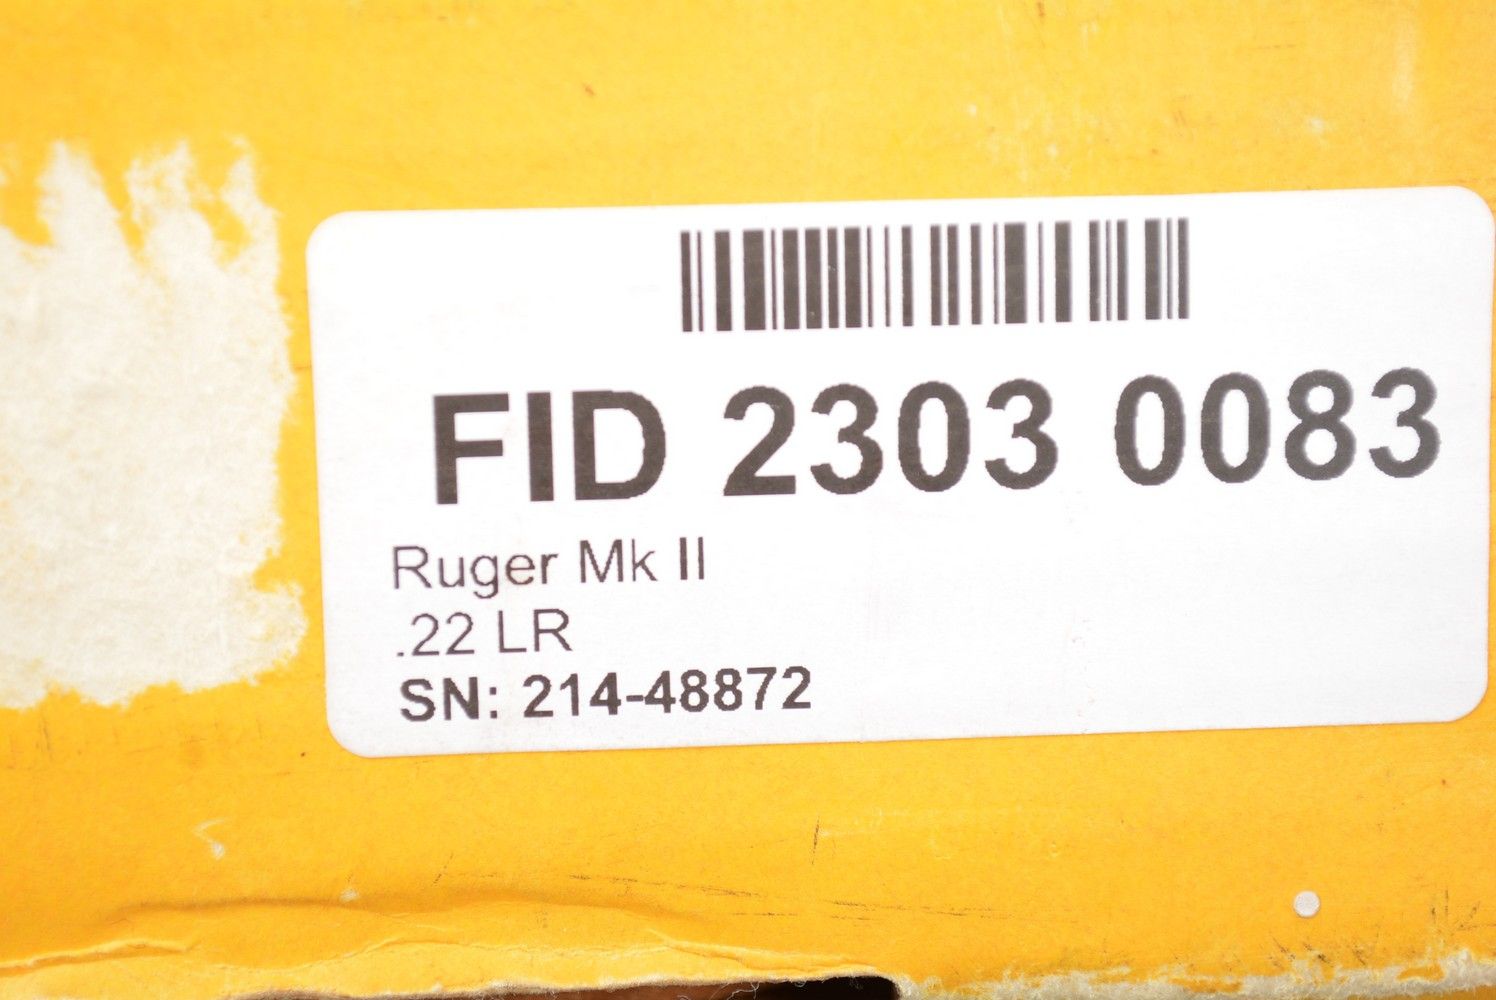 FID 2303 0083
Ruger Mk II
.22 LR
SN: 214-48872